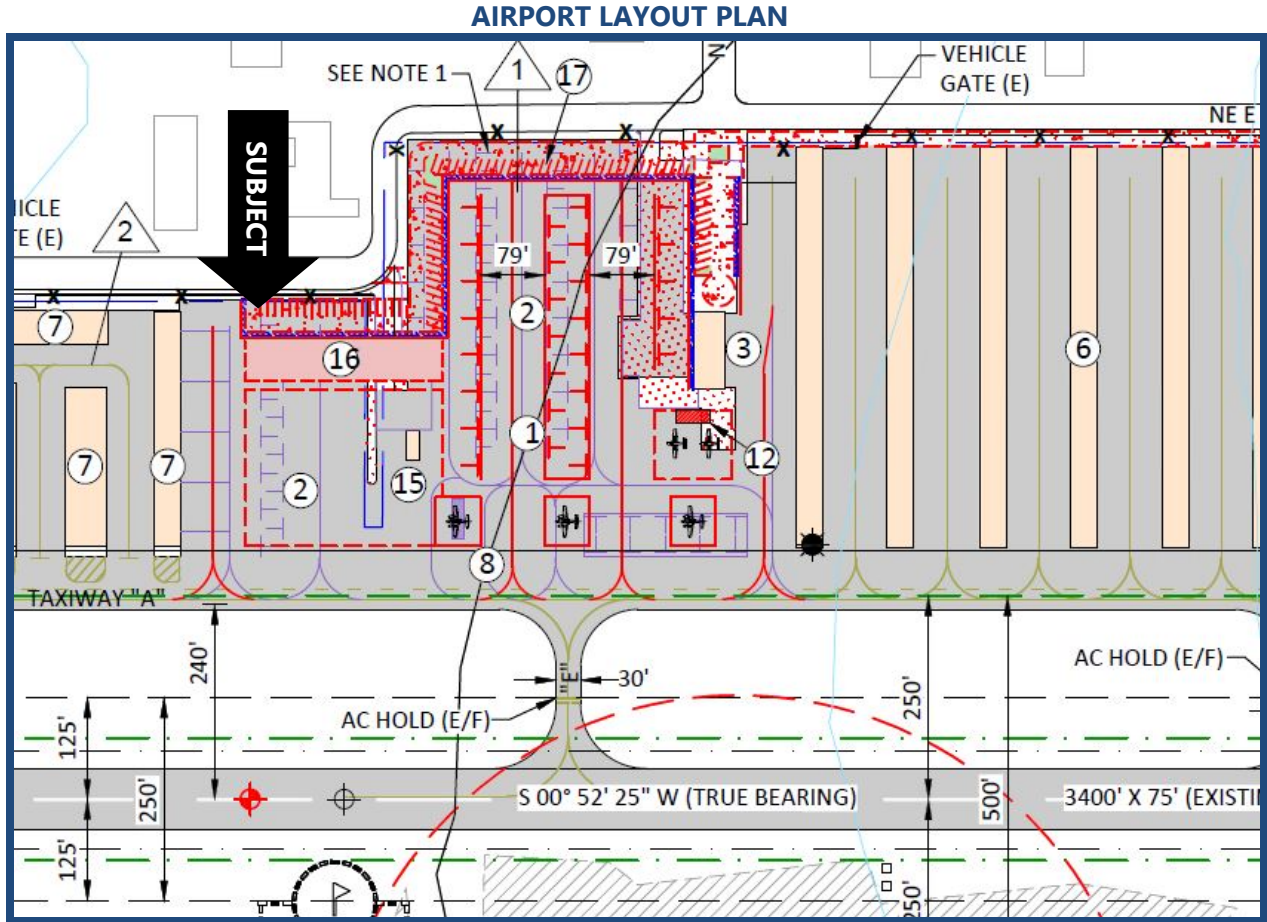 AIRPORT LAYOUT PLAN
SEE NOTE 1
1
17
N
VEHICLE
GATE (E)
NE E
SUBJECT
HICLE
TE (E)
2
7
16
79'
79'
2
3
6
1
7
7
2
15
12
8
TAXIWAY "A"
240'
"E"
30'
AC HOLD (E/F)
AC HOLD (E/F)
125'
250'
250'
500'
S 00° 52' 25" W (TRUE BEARING)
3400' X 75' (EXISTI
125'
250'
X X X X X X X X X X